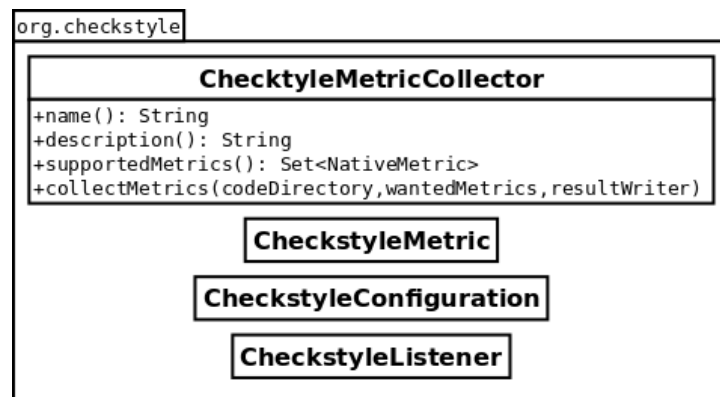 org.checkstyle
ChecktyleMetricCollector
+name(): String
+description(): String
+supportedMetrics(): Set<NativeMetric>
+collectMetrics(codeDirectory,wantedMetrics,resultWriter)
CheckstyleMetric
CheckstyleConfiguration
CheckstyleListener